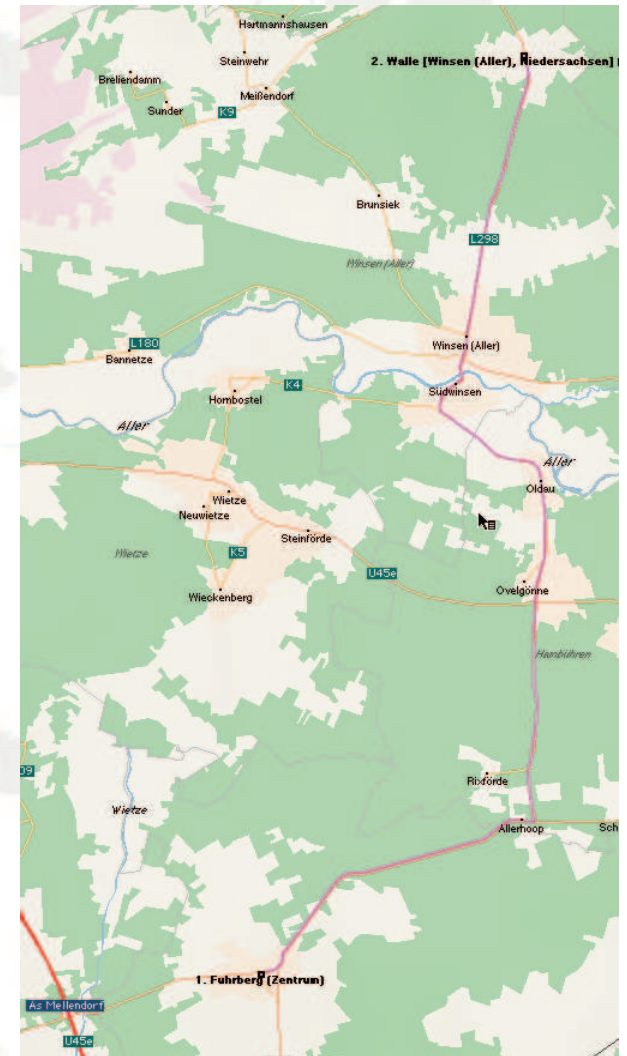 Hartmannshausen
Steinwehr
2. Walle [Winsen (Aller), Niedersachsen]
Breliendamm
Meißendorf
Sunder
K9
Brunsiek
L298
Winsen (Aller)
L180
Winsen (Aller)
Bannetze
Südwinsen
K4
Hornbostel
Aller
Aller
Oldau
Wietze
Neuwietze
Steinförde
Wietze
K5
U45e
Ovelgönne
Wieckenberg
Hambühren
09
Rixförde
Wietze
Allerhoop
Sch
1. Fuhrberg (Zentrum)
As Mellendorf
U45e